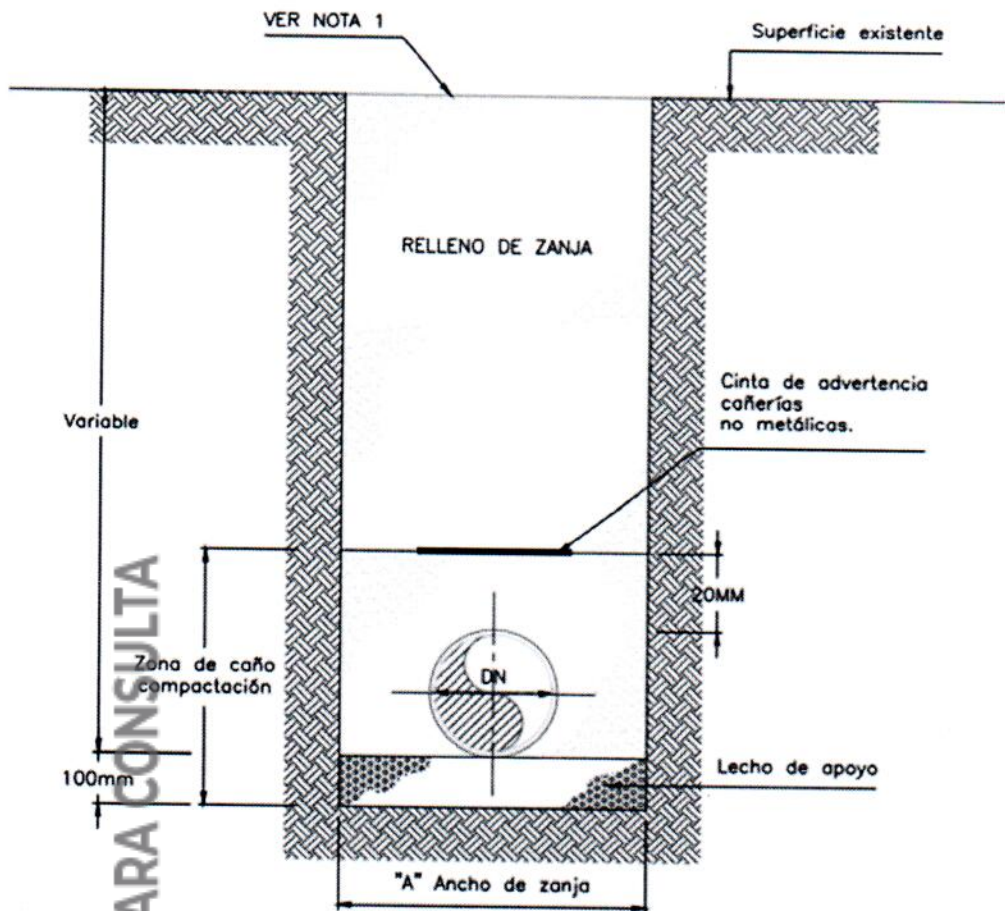 VER NOTA 1
Superficie existente
RELLENO DE ZANJA
Cinta de advertencia
cañerías
no metálicas.
Variable
20MM
Zona de caño
compactación
DN
100mm
Lecho de apoyo
"A" Ancho de zanja
ARA CONSULTA